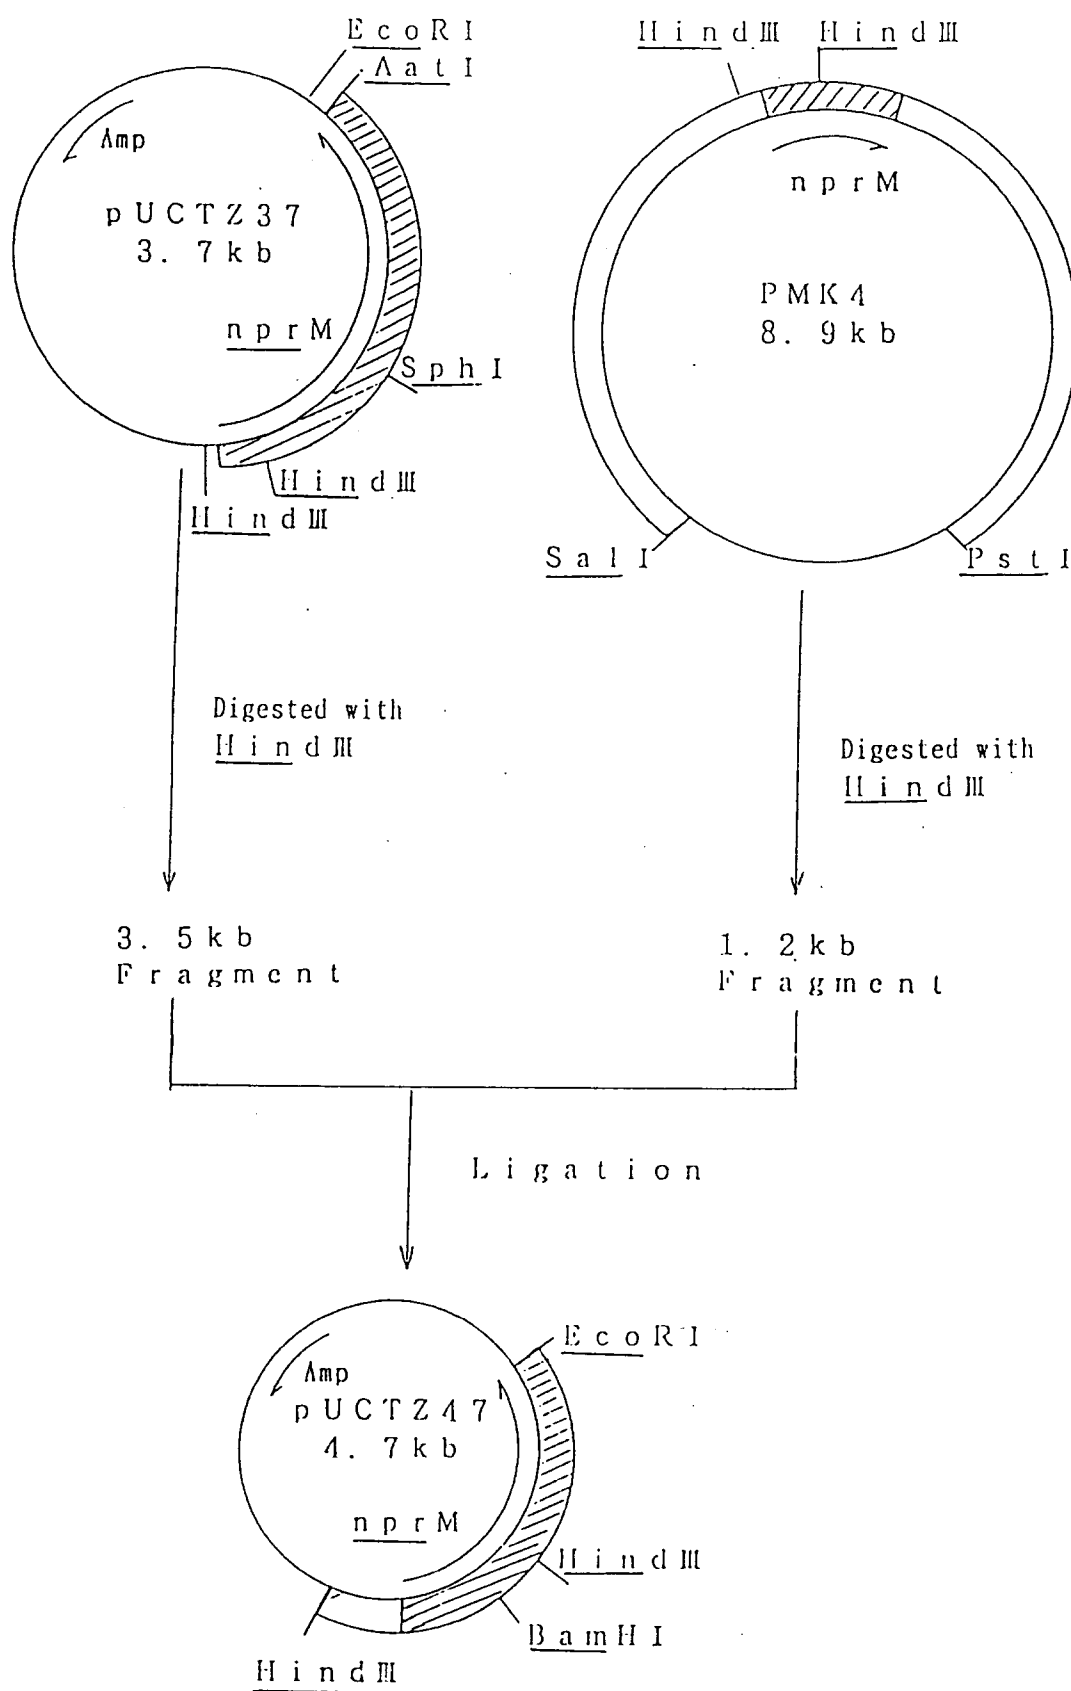 EcoRI
AatI
Amp
pUCTZ37
3.7kb
nprM
SphI
HindⅢ
HindⅢ
HindⅢ HindⅢ
nprM
PMK4
8.9kb
SalI
PstI
Digested with
HindⅢ
Digested with
HindⅢ
3.5kb
Fragment
1.2kb
Fragment
Ligation
EcoRI
Amp
pUCTZ47
4.7kb
nprM
HindⅢ
BamHI
HindⅢ